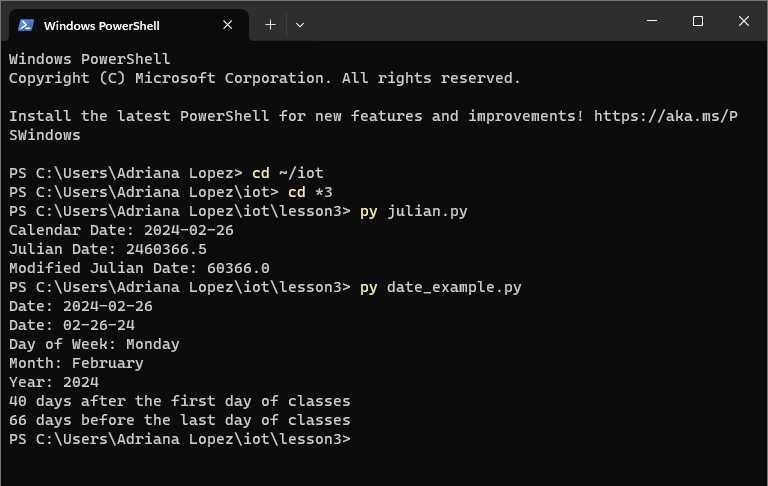 Windows PowerShell
Windows PowerShell
Copyright (C) Microsoft Corporation. All rights reserved.
Install the latest PowerShell for new features and improvements! https://aka.ms/P
SWindows
PS C:\Users\Adriana Lopez> cd ~/iot
PS C:\Users\Adriana Lopez\iot> cd *3
PS C:\Users\Adriana Lopez\iot\lesson3> py julian.py
Calendar Date: 2024-02-26
Julian Date: 2460366.5
Modified Julian Date: 60366.0
PS C:\Users\Adriana Lopez\iot\lesson3> py date_example.py
Date: 2024-02-26
Date: 02-26-24
Day of Week: Monday
Month: February
Year: 2024
40 days after the first day of classes
66 days before the last day of classes
PS C:\Users\Adriana Lopez\iot\lesson3>